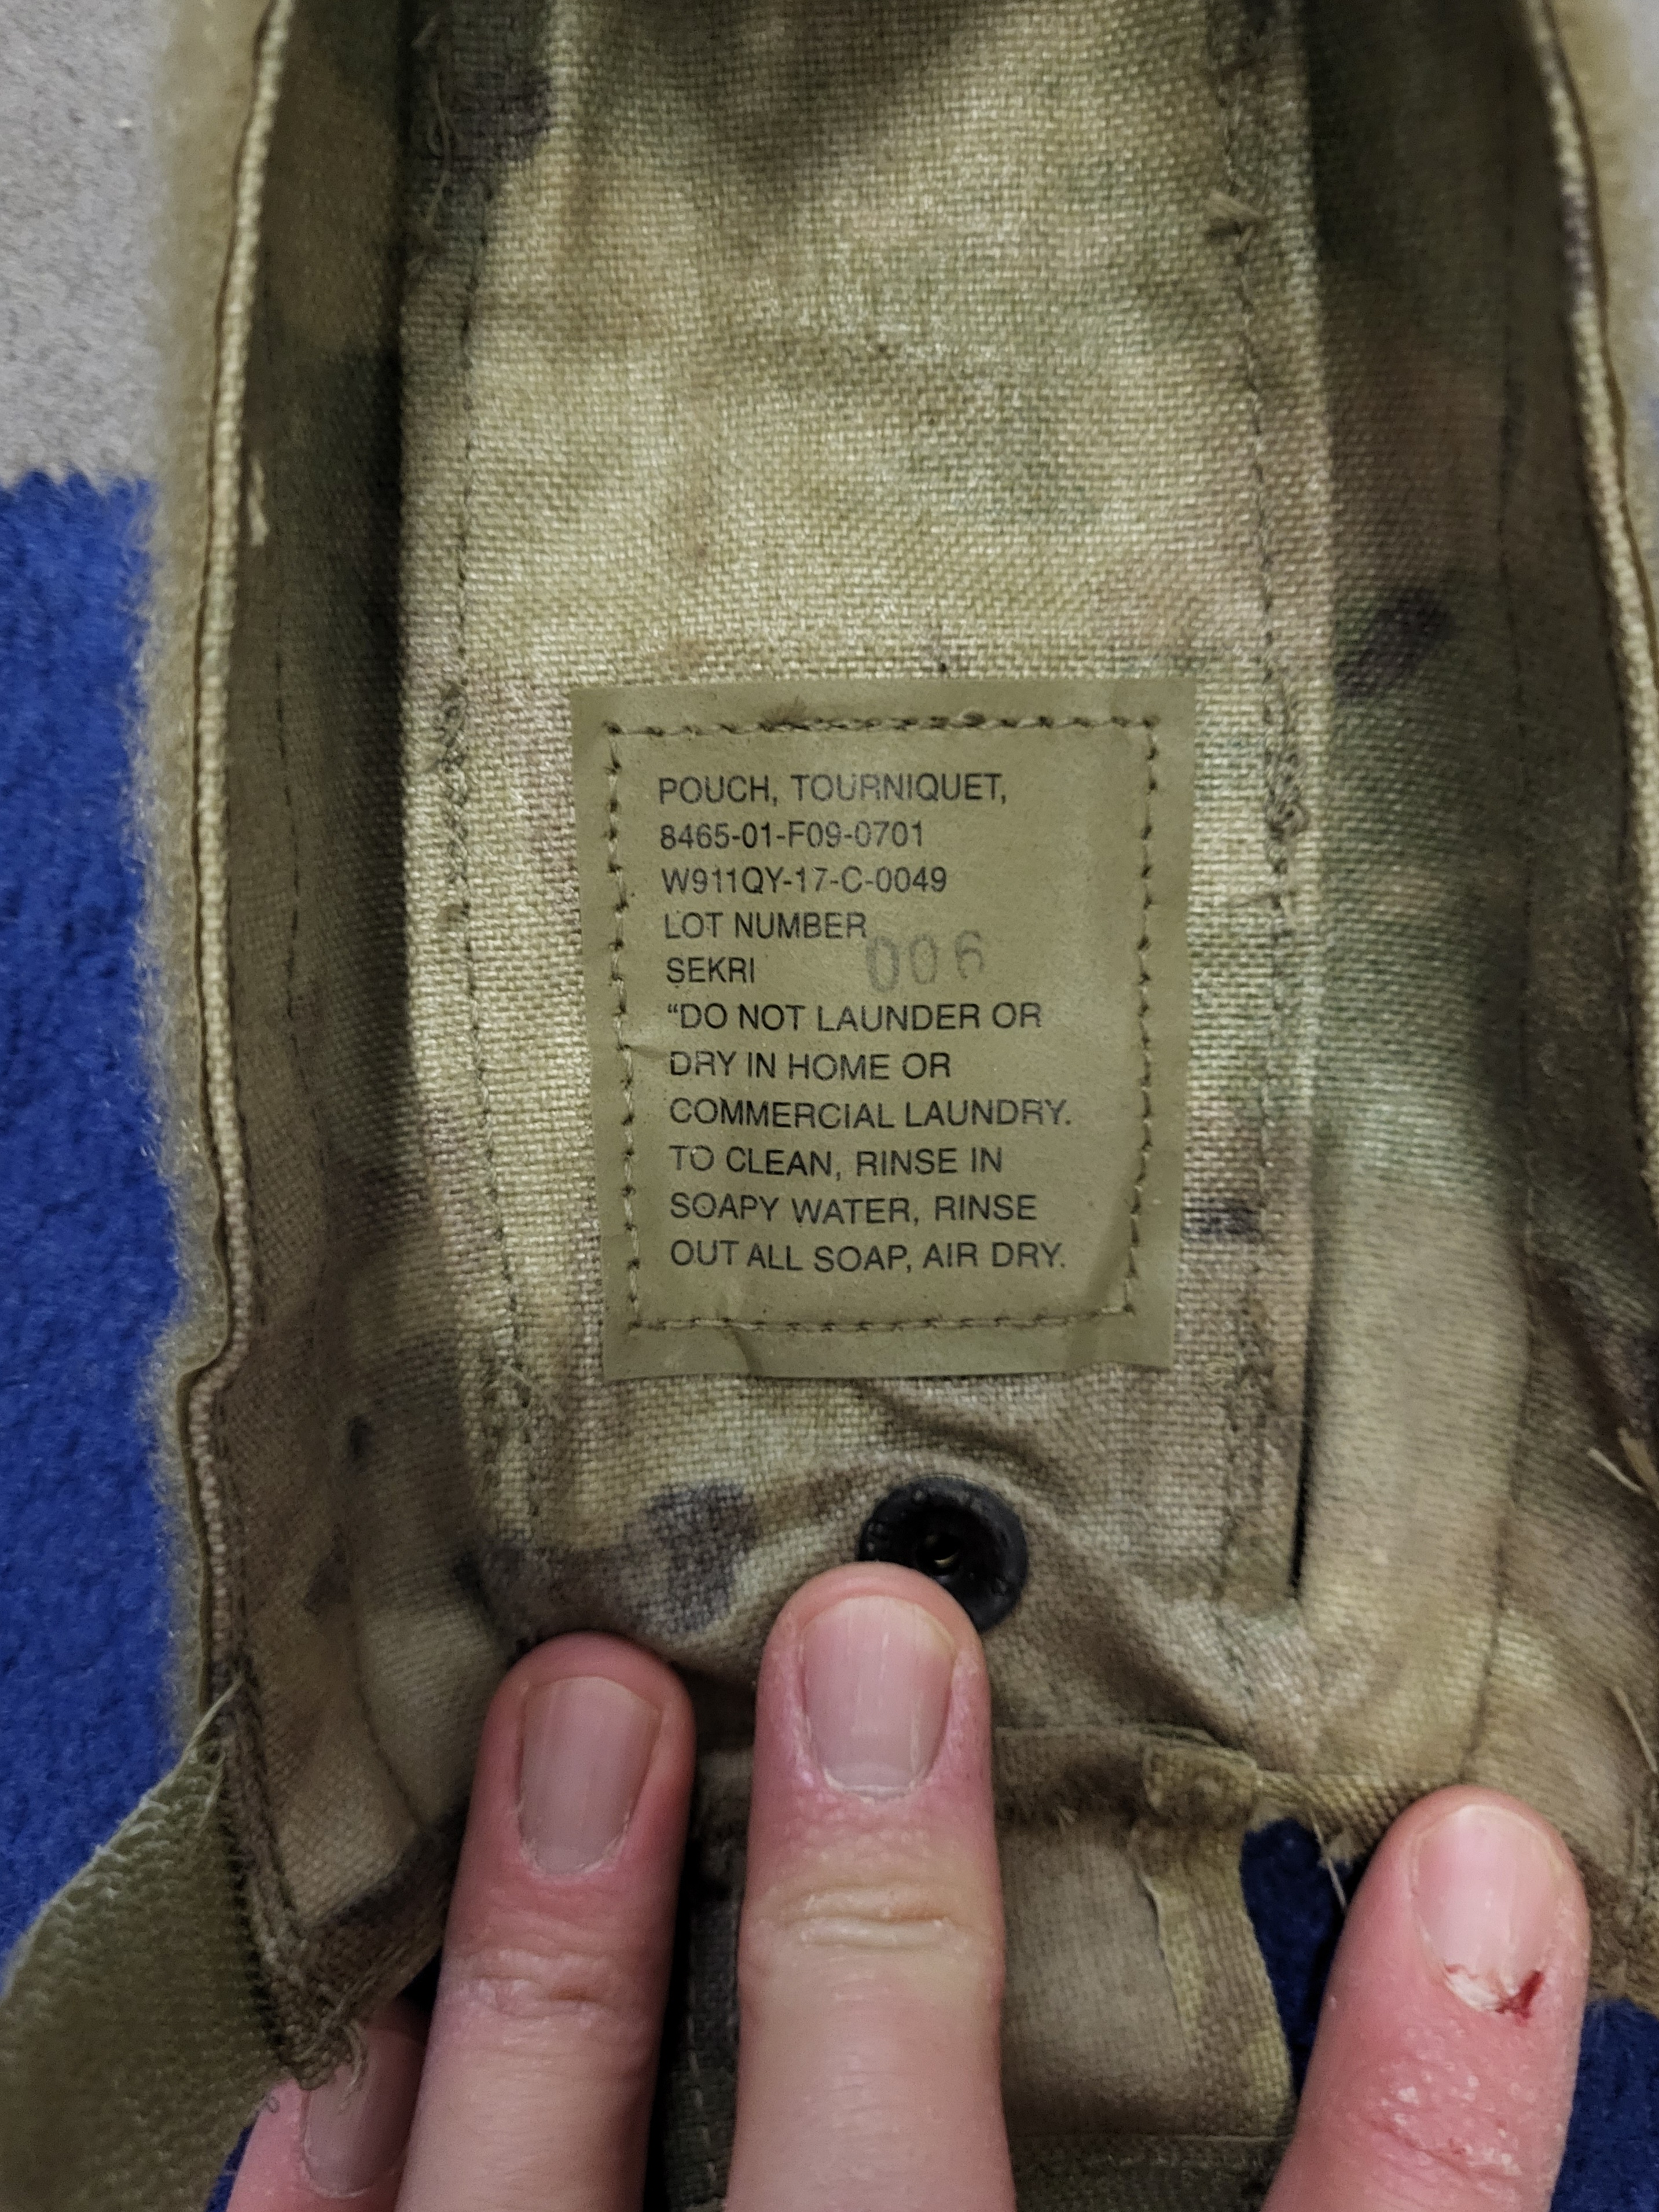 POUCH, TOURNIQUET,
8465-01-F09-0701
W911QY-17-C-0049
LOT NUMBER
006
SEKRI
“DO NOT LAUNDER OR
DRY IN HOME OR
COMMERCIAL LAUNDRY.
TO CLEAN, RINSE IN
SOAPY WATER, RINSE
OUT ALL SOAP, AIR DRY.